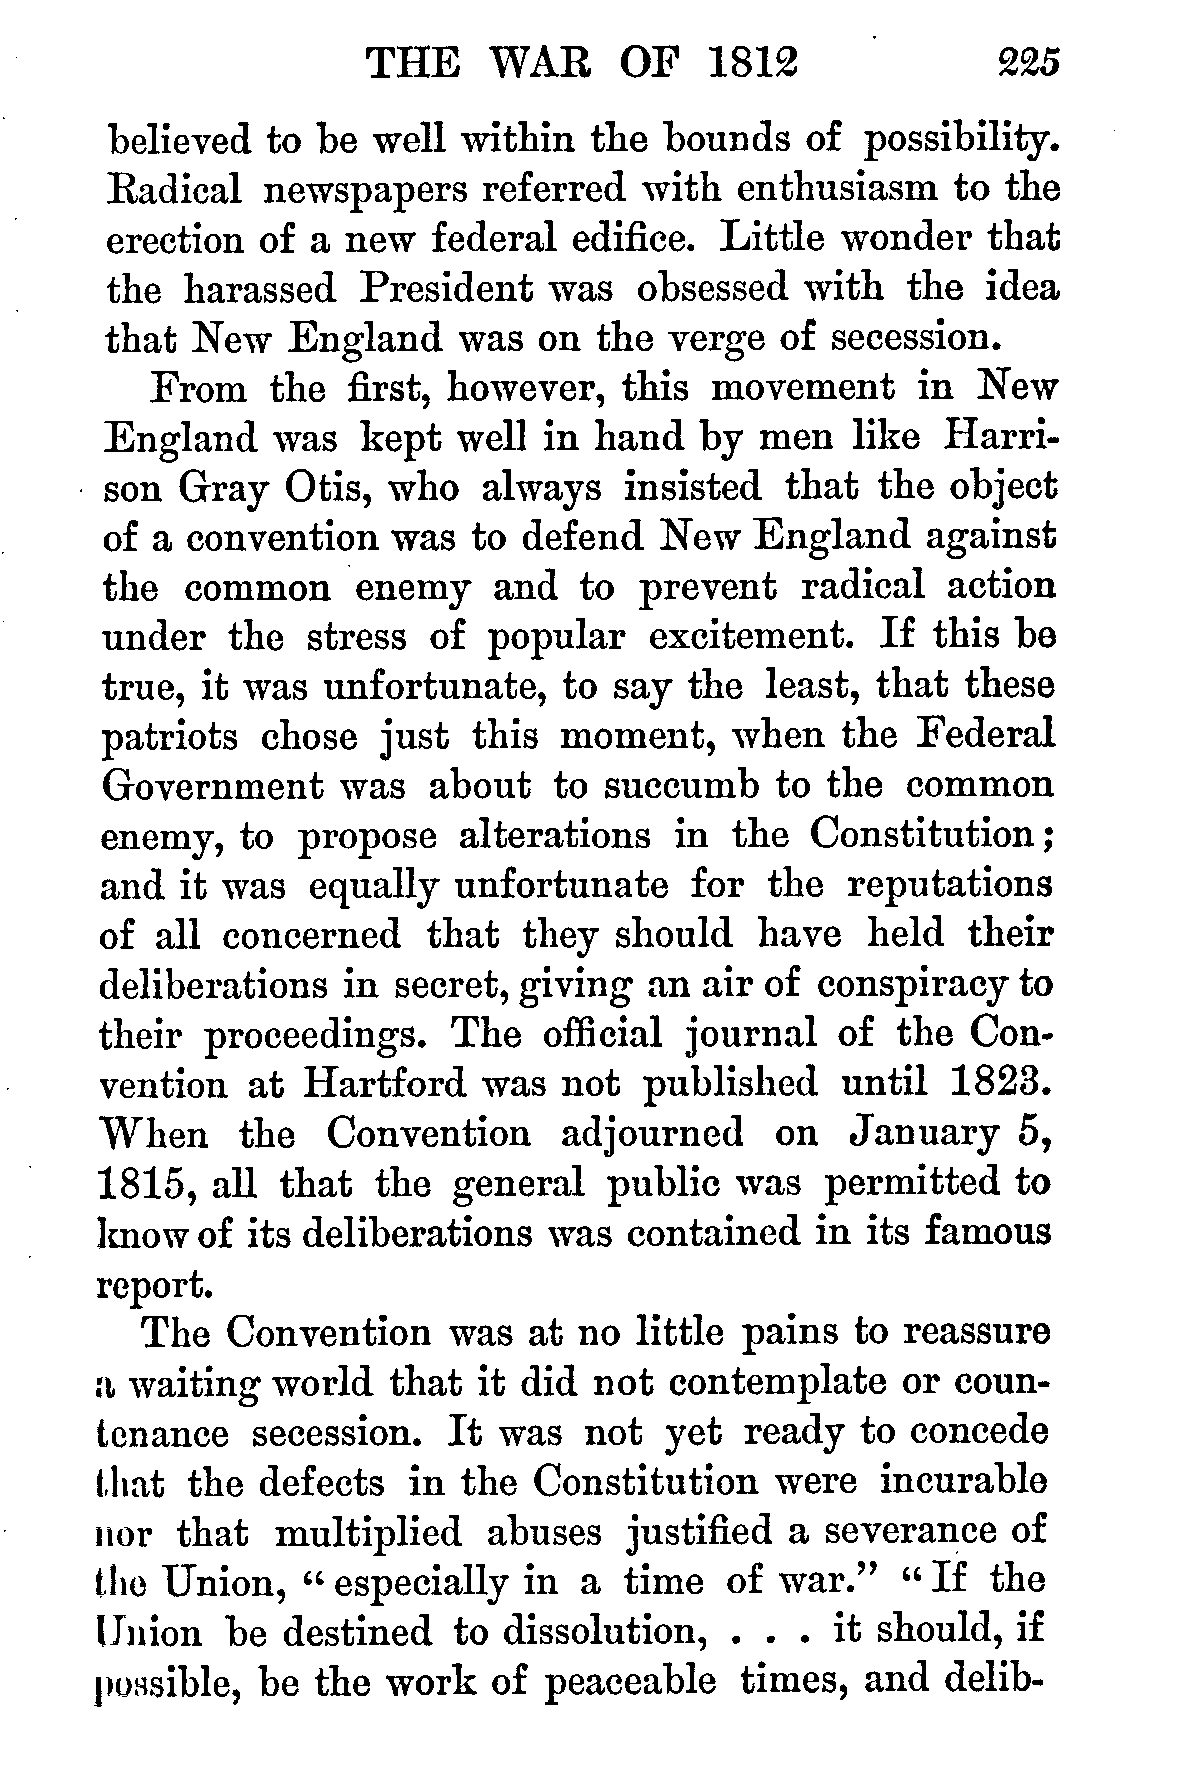 THE WAR OF 1812 225
believed to be well within the bounds of possibility.
Radical newspapers referred with enthusiasm to the
erection of a new federal edifice. Little wonder that
the harassed President was obsessed with the idea
that New England was on the verge of secession.
From the first, however, this movement in New
England was kept well in hand by men like Harri-
son Gray Otis, who always insisted that the object
of a convention was to defend New England against
the common enemy and to prevent radical action
under the stress of popular excitement. If this be
true, it was unfortunate, to say the least, that these
patriots chose just this moment, when the Federal
Government was about to succumb to the common
enemy, to propose alterations in the Constitution;
and it was equally unfortunate for the reputations
of all concerned that they should have held their
deliberations in secret, giving an air of conspiracy to
their proceedings. The official journal of the Con-
vention at Hartford was not published until 1823.
When the Convention adjourned on January 5,
1815, all that the general public was permitted to
know of its deliberations was contained in its famous
report.
The Convention was at no little pains to reassure
a waiting world that it did not contemplate or coun-
tenance secession. It was not yet ready to concede
that the defects in the Constitution were incurable
nor that multiplied abuses justified a severance of
the Union, “especially in a time of war.” “If the
Union be destined to dissolution, . . . it should, if
possible, be the work of peaceable times, and delib-